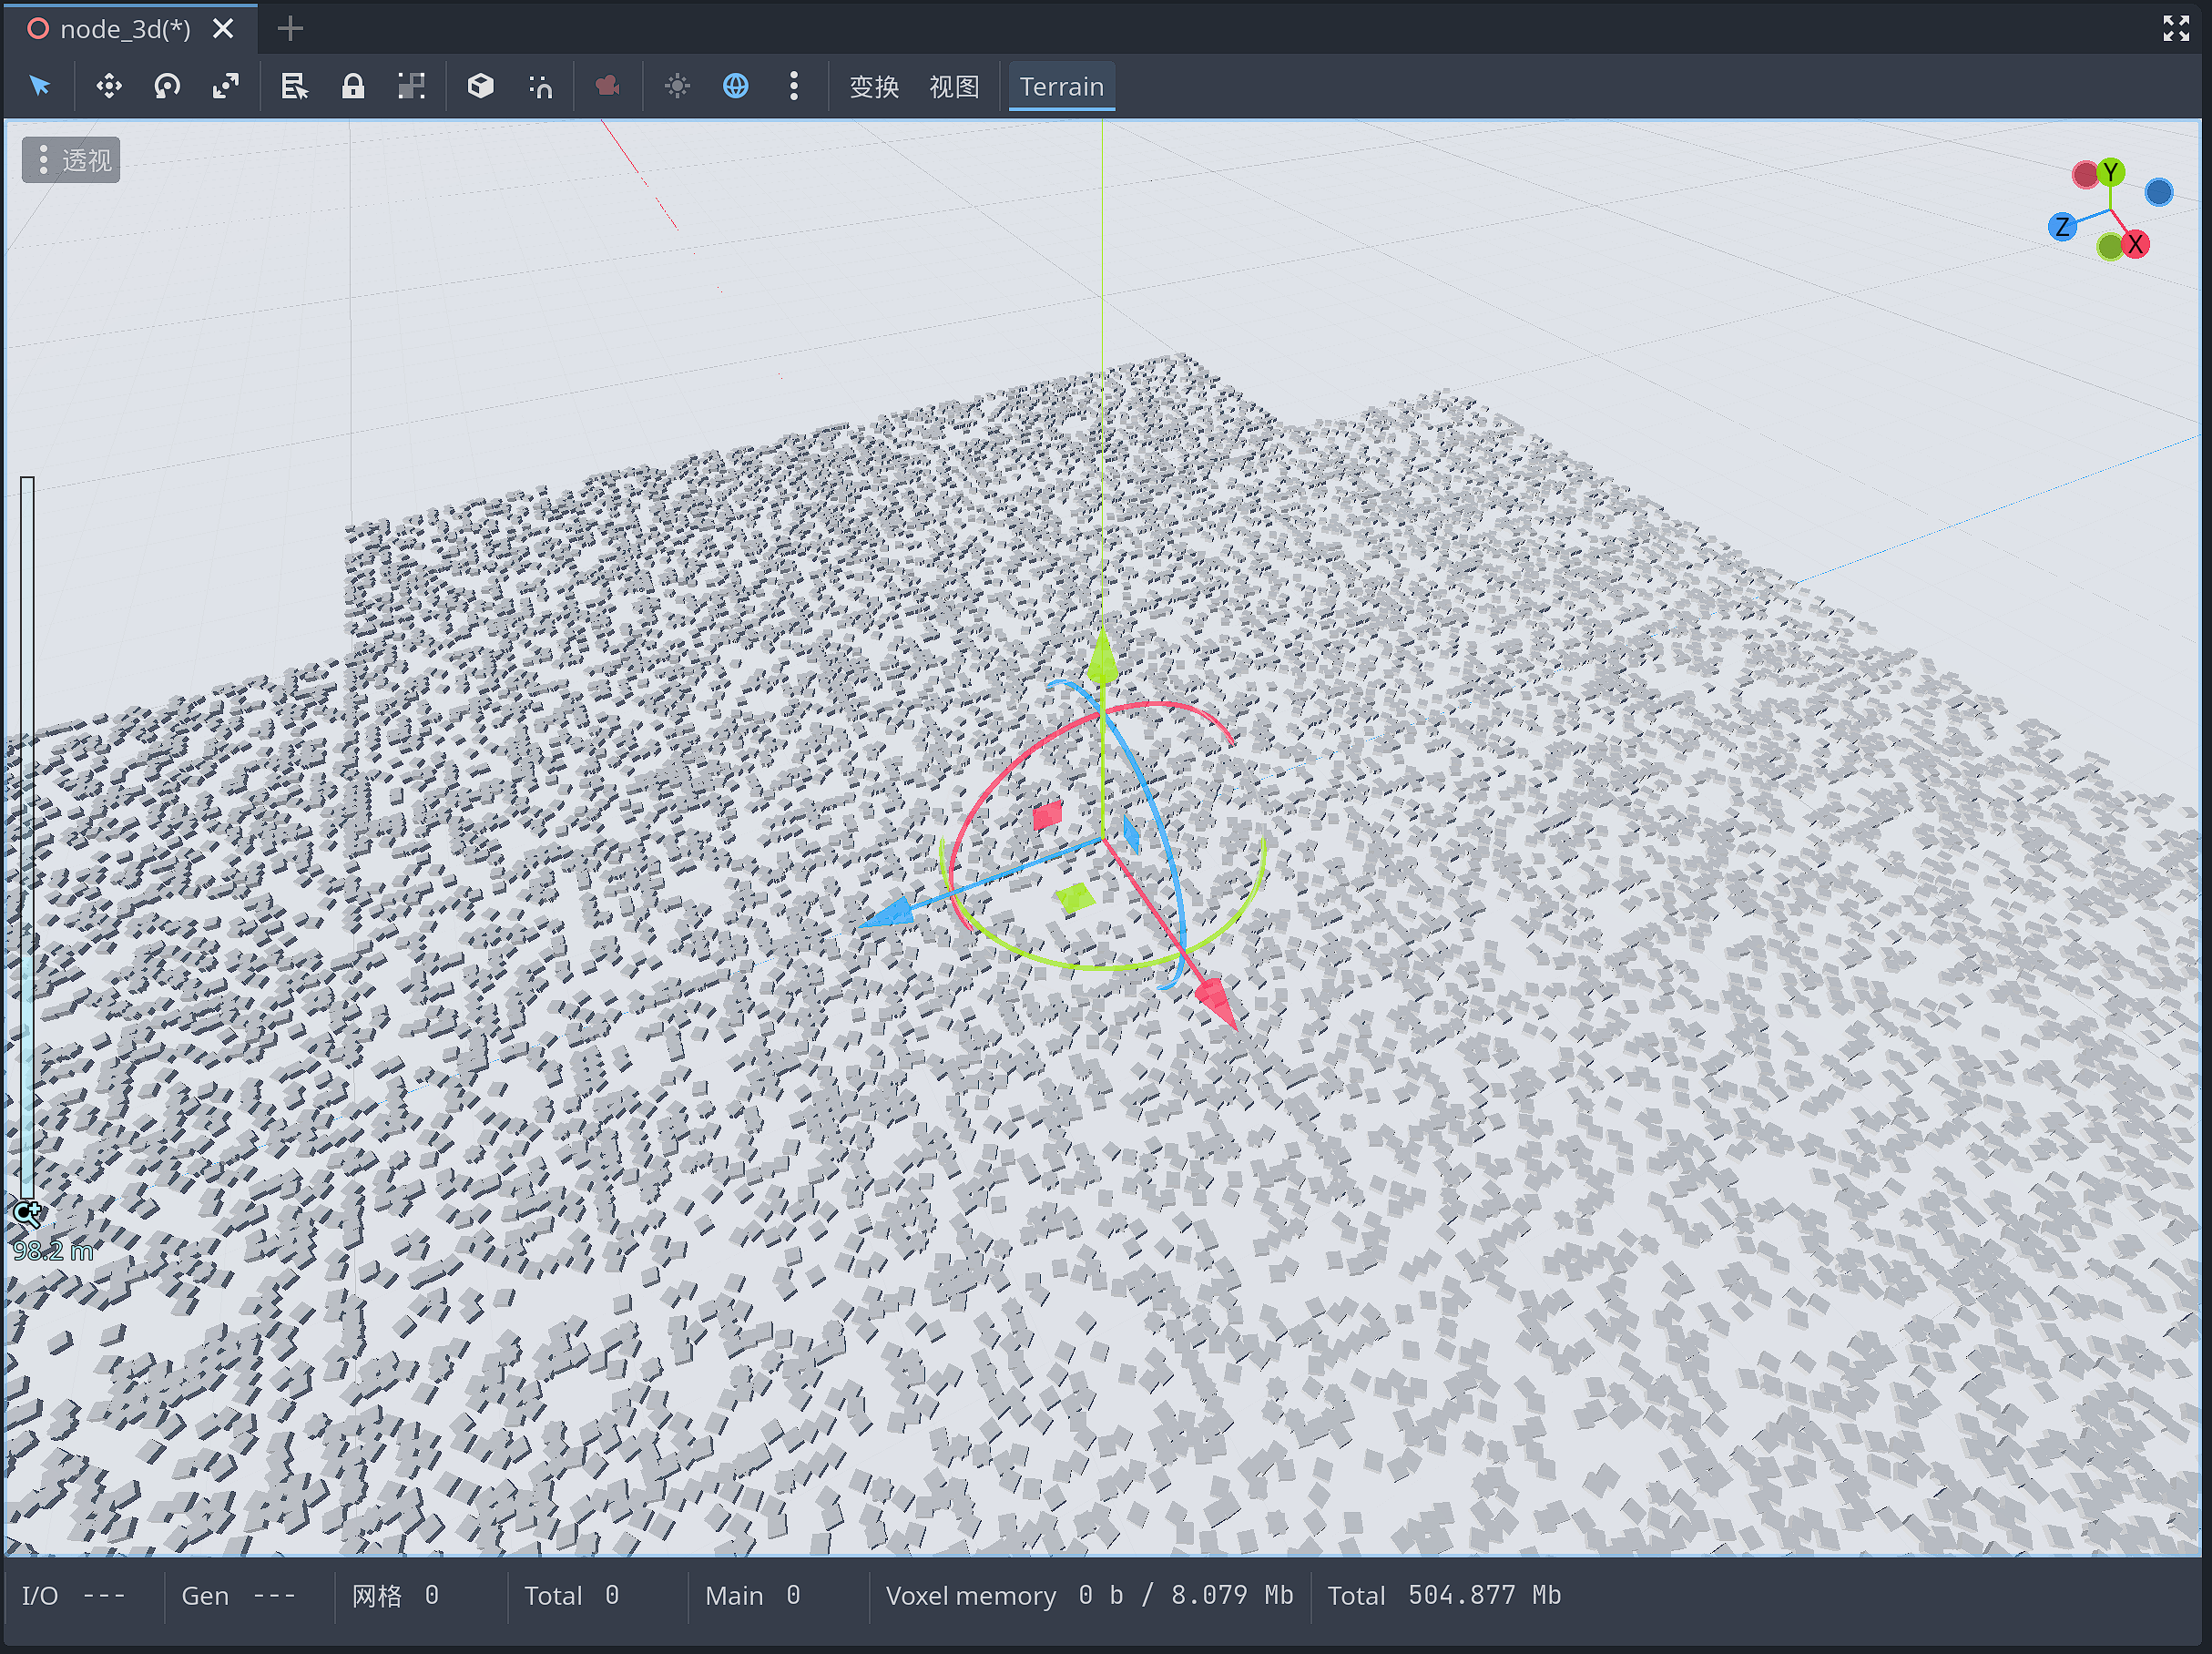 node_3d(*)
变换 视图 Terrain
透视
Y
Z
X
98.2 m
I/O --- Gen --- 网格 0 Total 0 Main 0 Voxel memory 0 b / 8.079 Mb Total 504.877 Mb